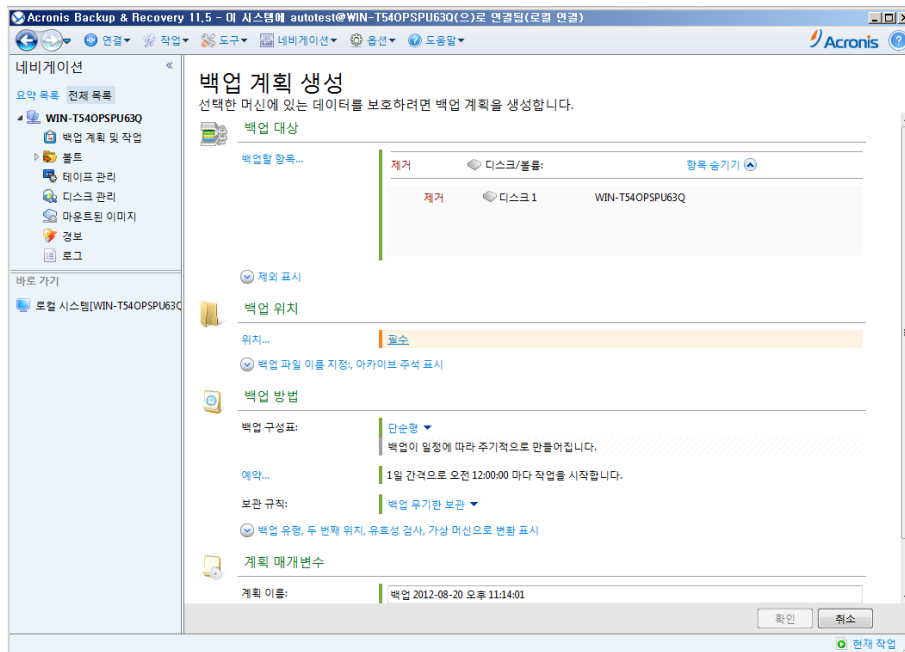 Acronis Backup & Recovery 11.5 - 이 시스템에 autotest@WIN-T54OPSPU63Q(으)로 연결됨(로컬 연결)
연결 작업 도구 네비게이션 옵션 도움말 Acronis
네비게이션
요약 목록 전체 목록
WIN-T54OPSPU63Q
백업 계획 및 작업
볼트
테이프 관리
디스크 관리
마운트된 이미지
경보
로그
바로 가기
로컬 시스템[WIN-T54OPSPU63Q
백업 계획 생성
선택한 머신에 있는 데이터를 보호하려면 백업 계획을 생성합니다.
백업 대상
백업할 항목...
제거 디스크/볼륨: 항목 숨기기
제거 디스크 1 WIN-T54OPSPU63Q
제외 표시
백업 위치
위치... 필수
백업 파일 이름 지정:, 아카이브 주석 표시
백업 방법
백업 구성표: 단순형
백업이 일정에 따라 주기적으로 만들어집니다.
예약... 1일 간격으로 오전 12:00:00 마다 작업을 시작합니다.
보관 규칙: 백업 무기한 보관
백업 유형, 두 번째 위치, 유효성 검사, 가상 머신으로 변환 표시
계획 매개변수
계획 이름: 백업 2012-08-20 오후 11:14:01
확인 취소
현재 작업